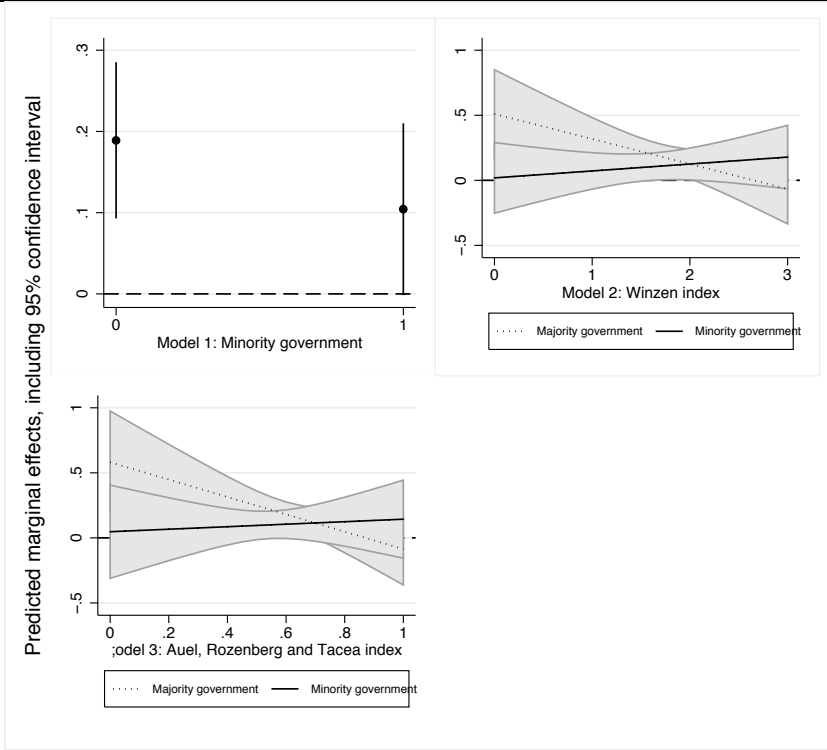 Predicted marginal effects, including 95% confidence interval
.3
.2
.1
0
0 1
Model 1: Minority government
1
.5
0
-.5
0 1 2 3
Model 2: Winzen index
Majority government Minority government
1
.5
0
-.5
0 .2 .4 .6 .8 1
;odel 3: Auel, Rozenberg and Tacea index
Majority government Minority government